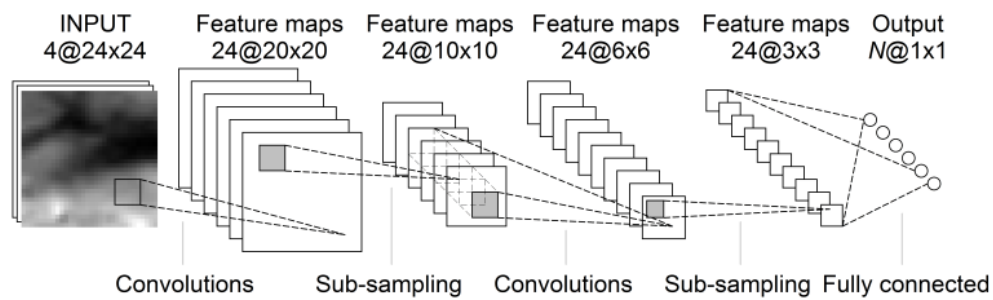 INPUT
4@24x24
Feature maps
24@20x20
Feature maps
24@10x10
Feature maps
24@6x6
Feature maps
24@3x3
Output
N@1x1
Convolutions
Sub-sampling
Convolutions
Sub-sampling
Fully connected